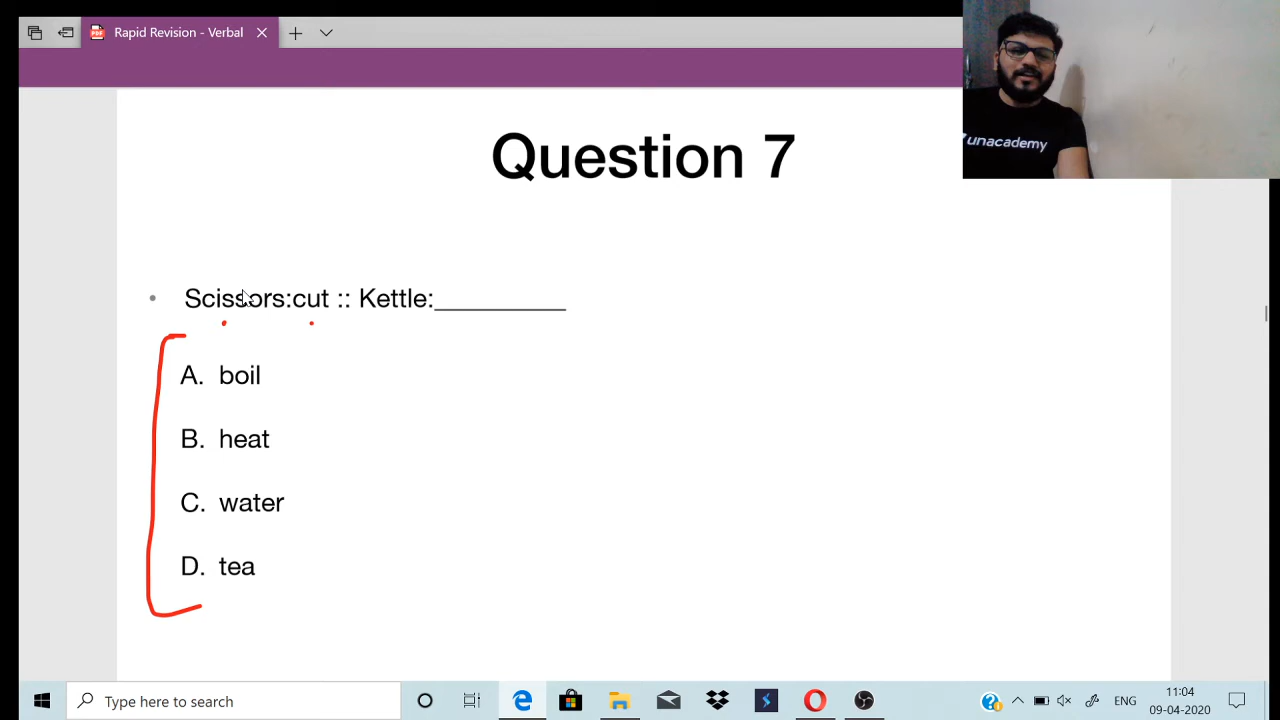 Rapid Revision - Verbal
unacademy
Question 7
• Scissors:cut :: Kettle:__________
A. boil
B. heat
C. water
D. tea
Type here to search
ENG
11:04
09-04-2020